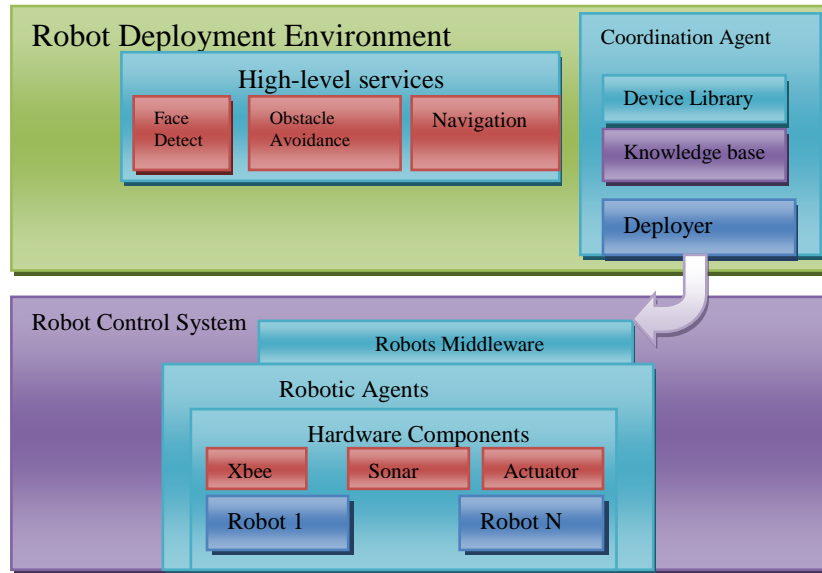 Robot Deployment Environment
High-level services
Face
Detect
Obstacle
Avoidance
Navigation
Coordination Agent
Device Library
Knowledge base
Deployer
Robot Control System
Robots Middleware
Robotic Agents
Hardware Components
Xbee
Sonar
Actuator
Robot 1
Robot N